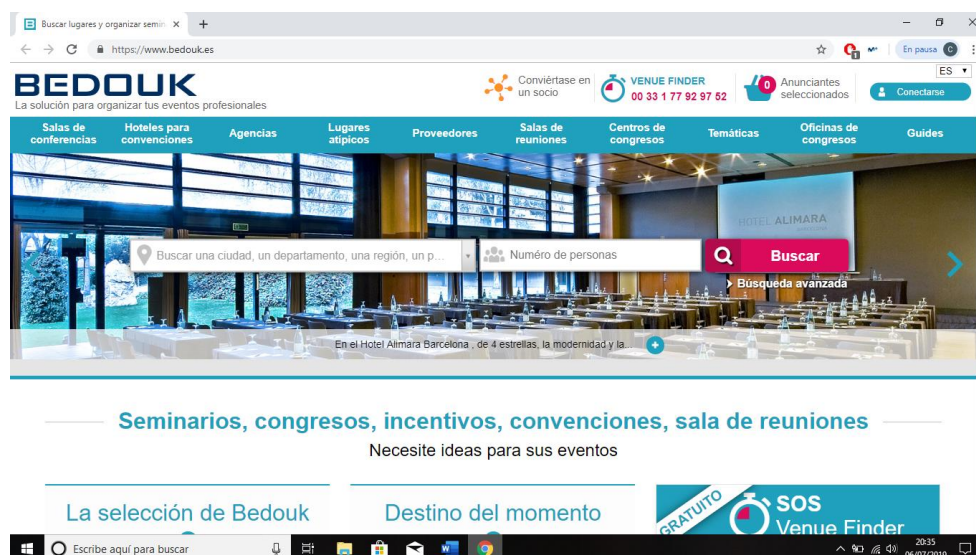 Buscar lugares y organizar semin
https://www.bedouk.es
En pausa
C
1
BEDOUK
La solución para organizar tus eventos profesionales
Conviértase en
un socio
VENUE FINDER
00 33 1 77 92 97 52
0
Anunciantes
seleccionados
ES
Conectarse
Salas de
conferencias
Hoteles para
convenciones
Agencias
Lugares
atípicos
Proveedores
Salas de
reuniones
Centros de
congresos
Temáticas
Oficinas de
congresos
Guides
HOTEL ALIMARA
Buscar una ciudad, un departamento, una región, un p...
Numéro de personas
Buscar
Búsqueda avanzada
En el Hotel Alimara Barcelona , de 4 estrellas, la modernidad y la...
Seminarios, congresos, incentivos, convenciones, sala de reuniones
Necesite ideas para sus eventos
La selección de Bedouk
Destino del momento
GRATUITO
SOS
Venue Finder
Escribe aquí para buscar
20:35
06/07/2019